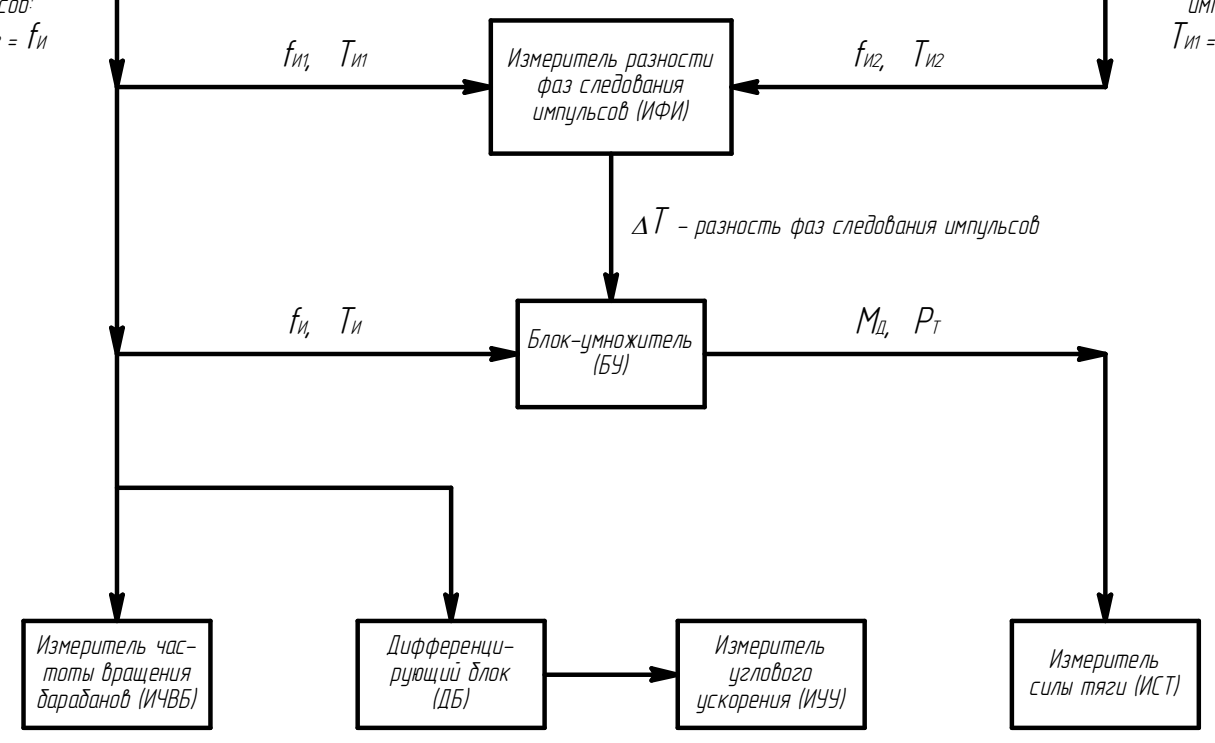 = fИ
fИ1, TИ1
Измеритель разности
фаз следования
импульсов (ИФИ)
fИ2, TИ2
TИ1 =
ΔT – разность фаз следования импульсов
fИ, TИ
Блок-умножитель
(БУ)
MД, PТ
Измеритель час-
тоты вращения
барабанов (ИЧВБ)
Дифференци-
рующий блок
(ДБ)
Измеритель
углового
ускорения (ИУУ)
Измеритель
силы тяги (ИСТ)